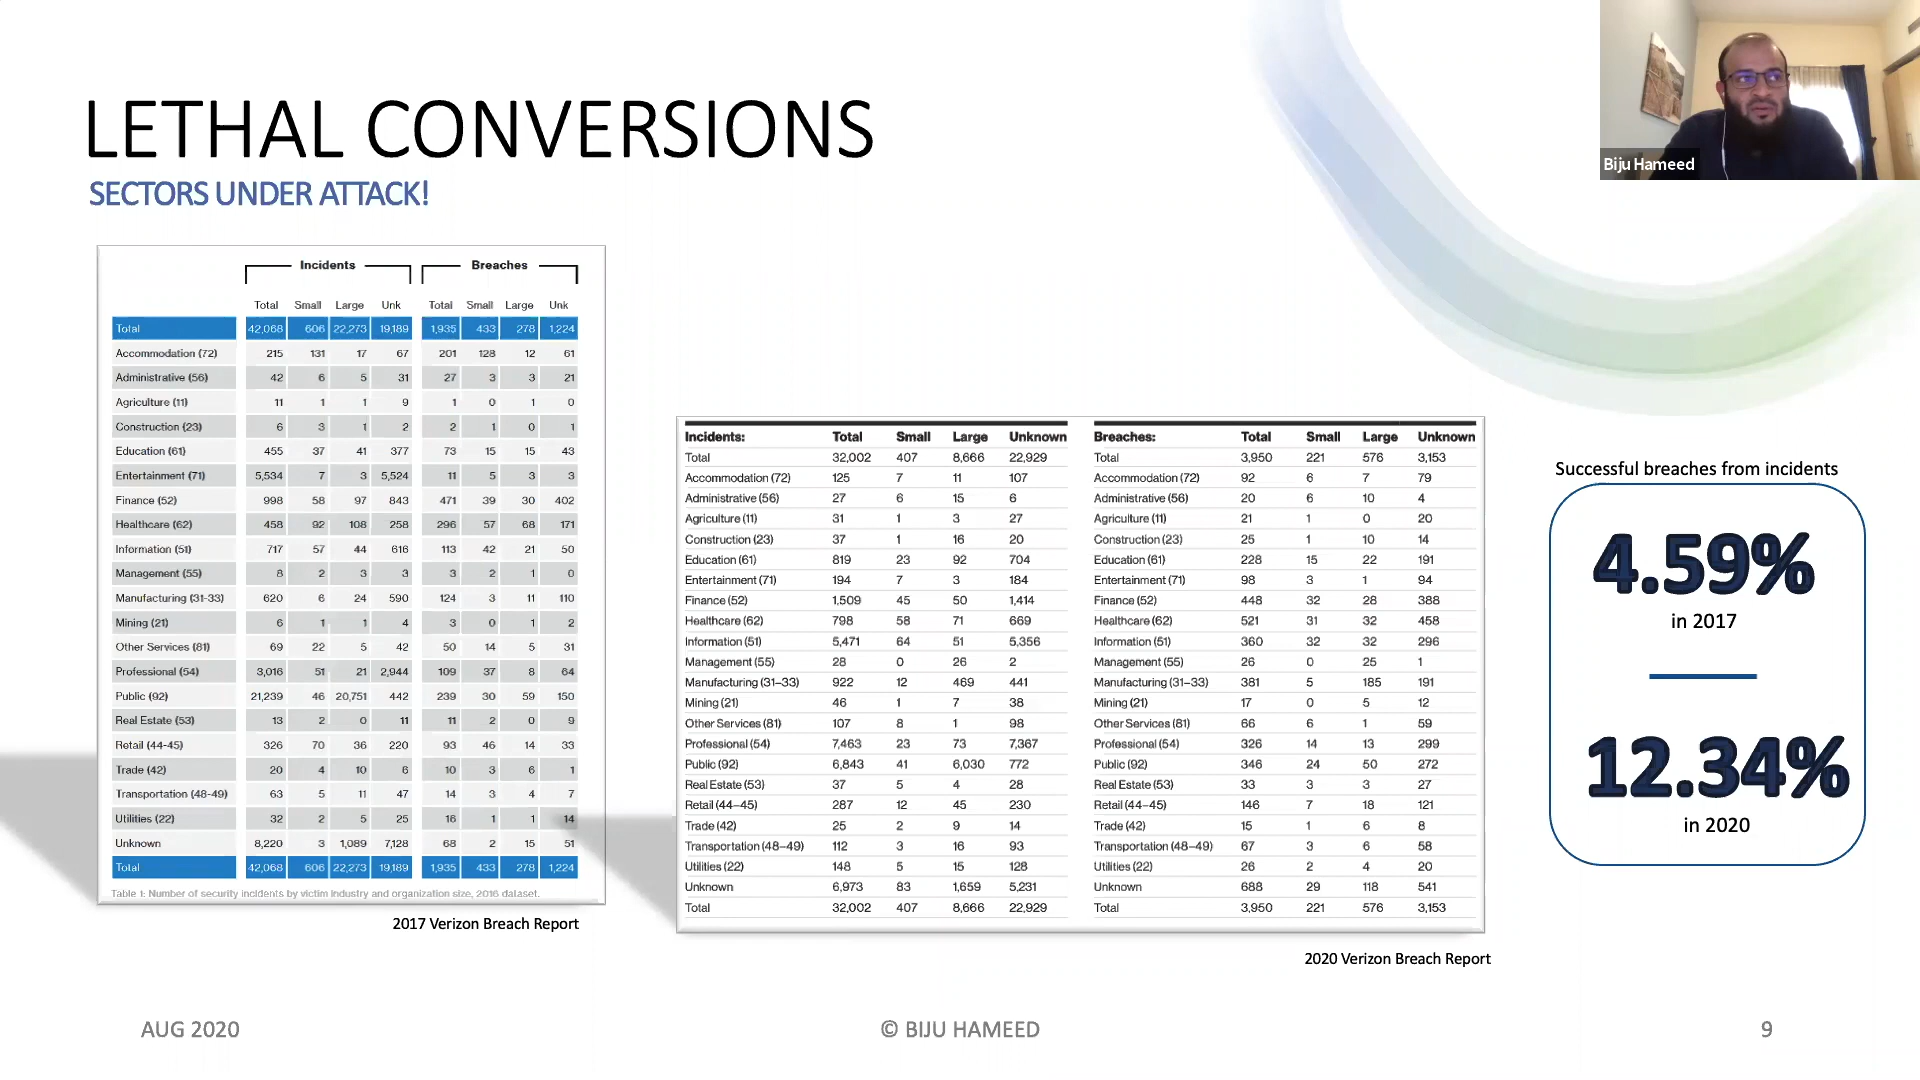 LETHAL CONVERSIONS
SECTORS UNDER ATTACK!
Biju Hameed
Incidents Breaches
Total Small Large Unk Total Small Large Unk
Total 42,068 606 22,273 19,189 1,935 433 278 1,224
Accommodation (72) 215 131 17 67 201 128 12 61
Administrative (56) 42 6 5 31 27 3 3 21
Agriculture (11) 11 1 1 9 1 0 1 0
Construction (23) 6 3 1 2 2 1 0 1
Education (61) 455 37 41 377 73 15 15 43
Entertainment (71) 5,534 7 3 5,524 11 5 3 3
Finance (52) 998 58 97 843 471 39 30 402
Healthcare (62) 458 92 108 258 296 57 68 171
Information (51) 717 57 44 616 113 42 21 50
Management (55) 8 2 3 3 3 2 1 0
Manufacturing (31-33) 620 6 24 590 124 3 11 110
Mining (21) 6 1 1 4 3 0 1 2
Other Services (81) 69 22 5 42 50 14 5 31
Professional (54) 3,016 51 21 2,944 109 37 8 64
Public (92) 21,239 46 20,751 442 239 30 59 150
Real Estate (53) 13 2 0 11 11 2 0 9
Retail (44-45) 326 70 36 220 93 46 14 33
Trade (42) 20 4 10 6 10 3 6 1
Transportation (48-49) 63 5 11 47 14 3 4 7
Utilities (22) 32 2 5 25 16 1 1 14
Unknown 8,220 3 1,089 7,128 68 2 15 51
Total 42,068 606 22,273 19,189 1,935 433 278 1,224
Table 1: Number of security incidents by victim industry and organization size, 2016 dataset.
2017 Verizon Breach Report
Incidents: Total Small Large Unknown Breaches: Total Small Large Unknown
Total 32,002 407 8,666 22,929 Total 3,950 221 576 3,153
Accommodation (72) 125 7 11 107 Accommodation (72) 92 6 7 79
Administrative (56) 27 6 15 6 Administrative (56) 20 6 10 4
Agriculture (11) 31 1 3 27 Agriculture (11) 21 1 0 20
Construction (23) 37 1 16 20 Construction (23) 25 1 10 14
Education (61) 819 23 92 704 Education (61) 228 15 22 191
Entertainment (71) 194 7 3 184 Entertainment (71) 98 3 1 94
Finance (52) 1,509 45 50 1,414 Finance (52) 448 32 28 388
Healthcare (62) 798 58 71 669 Healthcare (62) 521 31 32 458
Information (51) 5,471 64 51 5,356 Information (51) 360 32 32 296
Management (55) 28 0 26 2 Management (55) 26 0 25 1
Manufacturing (31–33) 922 12 469 441 Manufacturing (31–33) 381 5 185 191
Mining (21) 46 1 7 38 Mining (21) 17 0 5 12
Other Services (81) 107 8 1 98 Other Services (81) 66 6 1 59
Professional (54) 7,463 23 73 7,367 Professional (54) 326 14 13 299
Public (92) 6,843 41 6,030 772 Public (92) 346 24 50 272
Real Estate (53) 37 5 4 28 Real Estate (53) 33 3 3 27
Retail (44–45) 287 12 45 230 Retail (44–45) 146 7 18 121
Trade (42) 25 2 9 14 Trade (42) 15 1 6 8
Transportation (48–49) 112 3 16 93 Transportation (48–49) 67 3 6 58
Utilities (22) 148 5 15 128 Utilities (22) 26 2 4 20
Unknown 6,973 83 1,659 5,231 Unknown 688 29 118 541
Total 32,002 407 8,666 22,929 Total 3,950 221 576 3,153
2020 Verizon Breach Report
Successful breaches from incidents
4.59%
in 2017
12.34%
in 2020
AUG 2020
© BIJU HAMEED
9